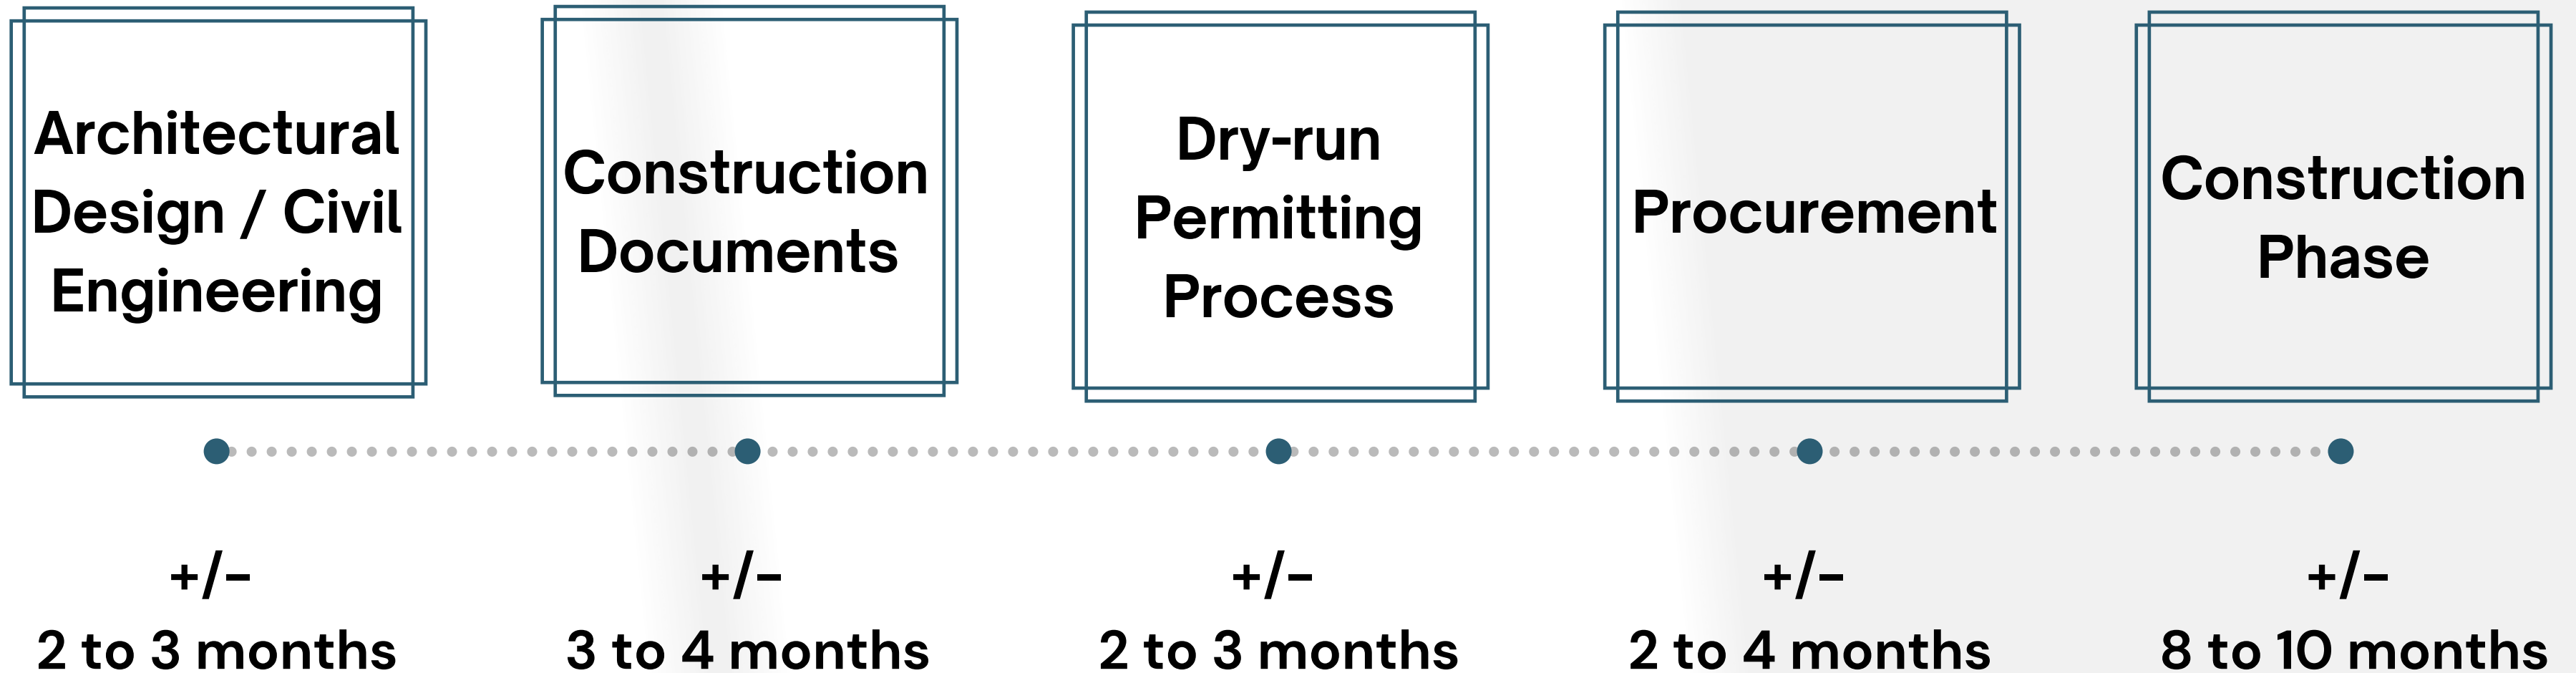 Architectural
Design / Civil
Engineering
Construction
Documents
Dry-run
Permitting
Process
Procurement
Construction
Phase
+/-
2 to 3 months
+/-
3 to 4 months
+/-
2 to 3 months
+/-
2 to 4 months
+/-
8 to 10 months